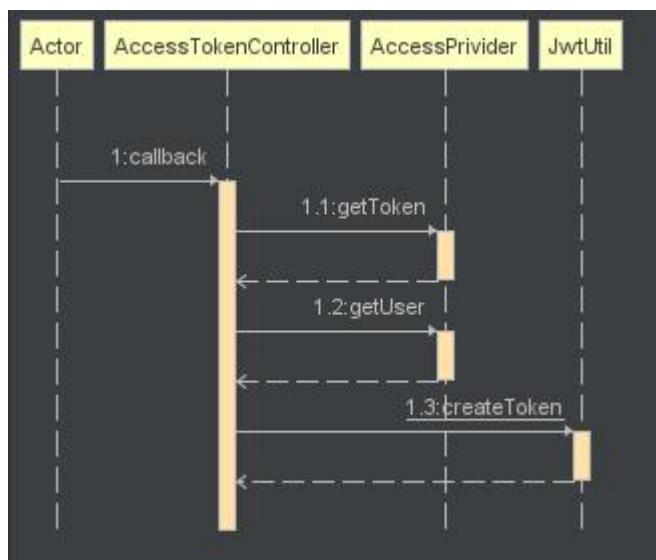 Actor AccessTokenController AccessPrivider JwtUtil
1:callback
1.1:getToken
1.2:getUser
1.3:createToken